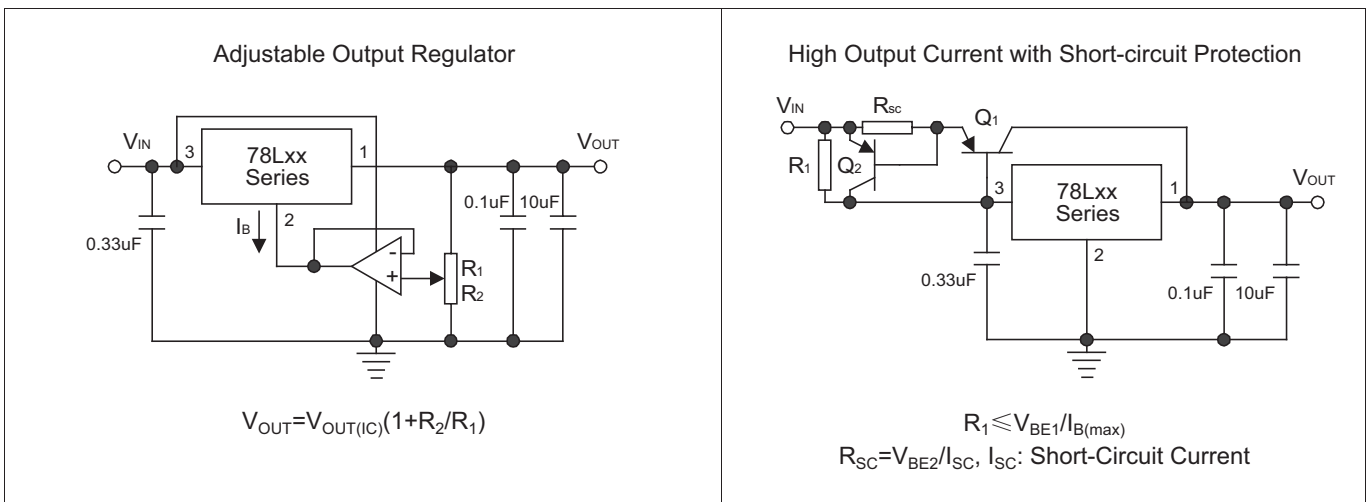 Adjustable Output Regulator
VIN
3
78Lxx
Series
1
VOUT
2
IB
0.33uF
0.1uF
10uF
-
+
R1
R2
VOUT=VOUT(IC)(1+R2/R1)
High Output Current with Short-circuit Protection
VIN
Rsc
Q1
R1
Q2
3
78Lxx
Series
1
VOUT
2
0.33uF
0.1uF
10uF
R1≤VBE1/IB(max)
RSC=VBE2/ISC, ISC: Short-Circuit Current